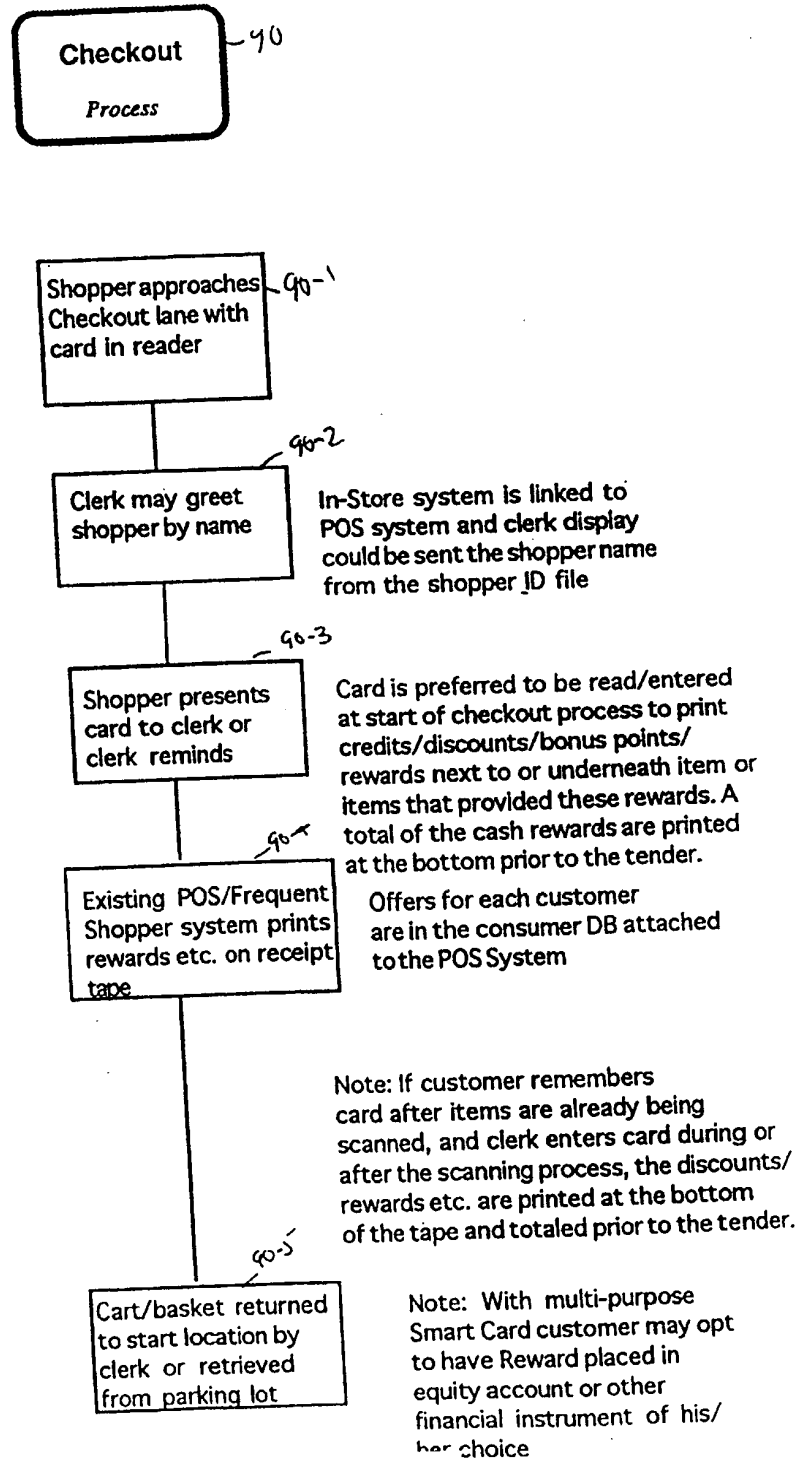 Checkout
Process
90
Shopper approaches
Checkout lane with
card in reader
90-1
90-2
Clerk may greet
shopper by name
In-Store system is linked to
POS system and clerk display
could be sent the shopper name
from the shopper ID file
90-3
Shopper presents
card to clerk or
clerk reminds
Card is preferred to be read/entered
at start of checkout process to print
credits/discounts/bonus points/
rewards next to or underneath item or
items that provided these rewards. A
total of the cash rewards are printed
at the bottom prior to the tender.
90-4
Existing POS/Frequent
Shopper system prints
rewards etc. on receipt
tape
Offers for each customer
are in the consumer DB attached
to the POS System
Note: If customer remembers
card after items are already being
scanned, and clerk enters card during or
after the scanning process, the discounts/
rewards etc. are printed at the bottom
of the tape and totaled prior to the tender.
90-5
Cart/basket returned
to start location by
clerk or retrieved
from parking lot
Note: With multi-purpose
Smart Card customer may opt
to have Reward placed in
equity account or other
financial instrument of his/
her choice